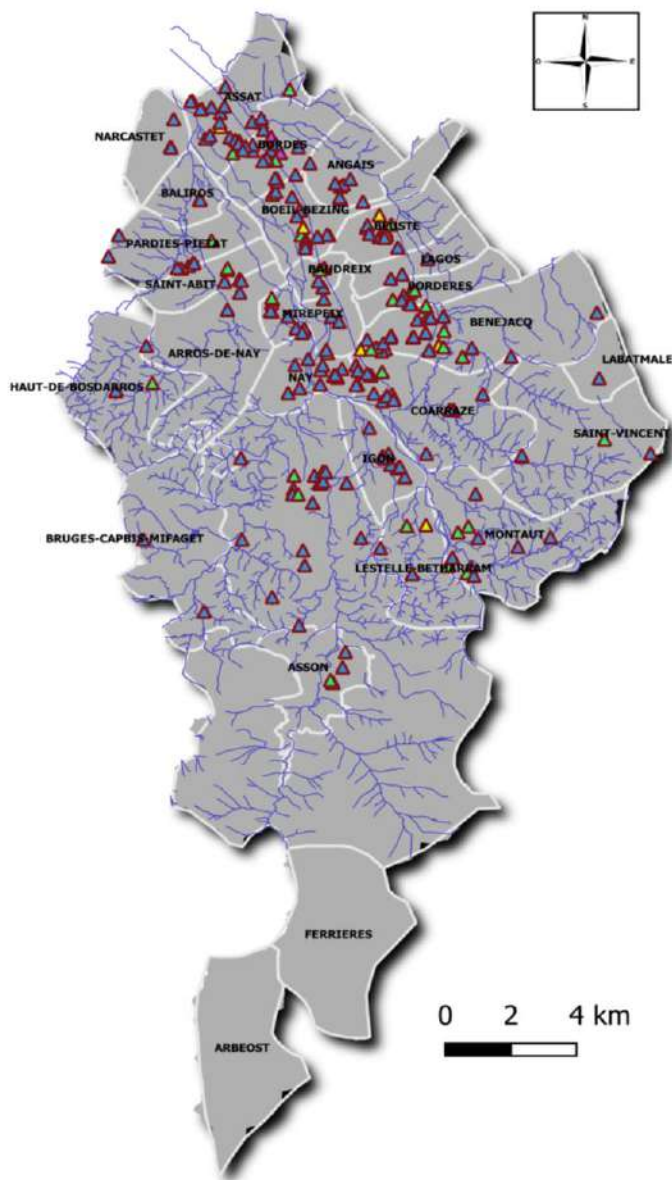 N
O E
S
ASSAT
NARCASTET
BORDES
ANGAIS
BALIROS
BOEIL-BEZING
BEUSTE
PARDIES-PIETAT
LAGOS
BAUDREIX
SAINT-ABIT
BORDERES
MIREPEIX
BENEJACQ
ARROS-DE-NAY
LABATMALE
NAY
HAUT-DE-BOSDARROS
COARRAZE
SAINT-VINCENT
IGON
BRUGES-CAPBIS-MIFAGET
MONTAUT
LESTELLE-BETHARRAM
ASSON
FERRIERES
0 2 4 km
ARBEOST